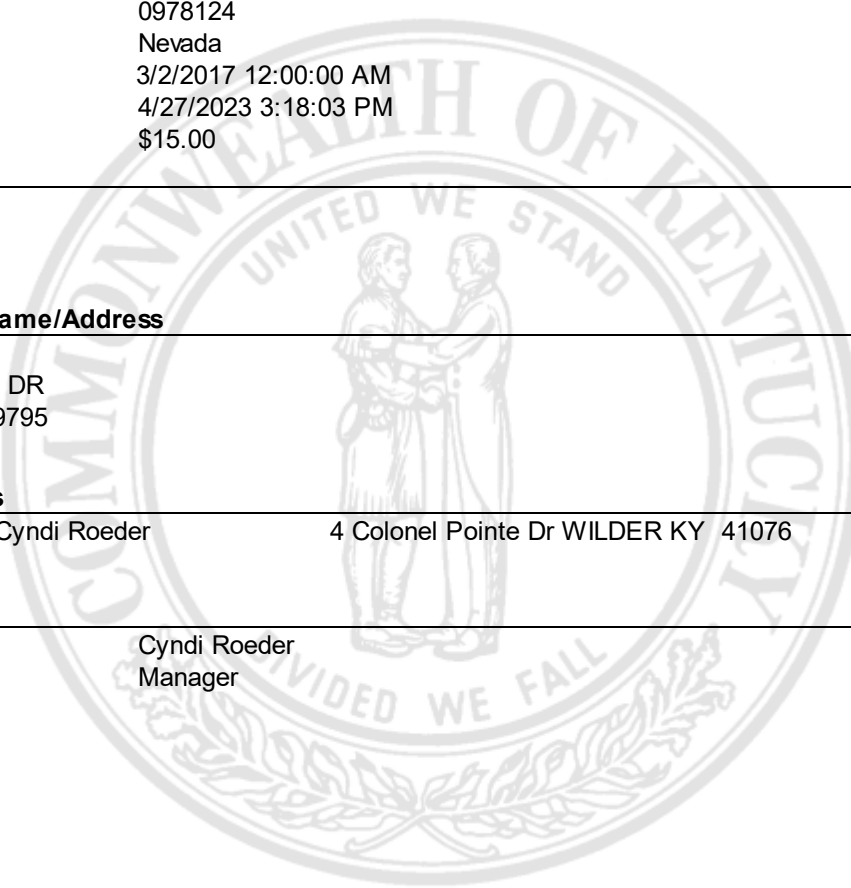 0978124
Nevada
3/2/2017 12:00:00 AM
4/27/2023 3:18:03 PM
$15.00
COMMONWEALTH OF KENTUCKY
UNITED WE STAND
ame/Address
DR
9795
s
Cyndi Roeder 4 Colonel Pointe Dr WILDER KY 41076
Cyndi Roeder
Manager
DIVIDED WE FALL